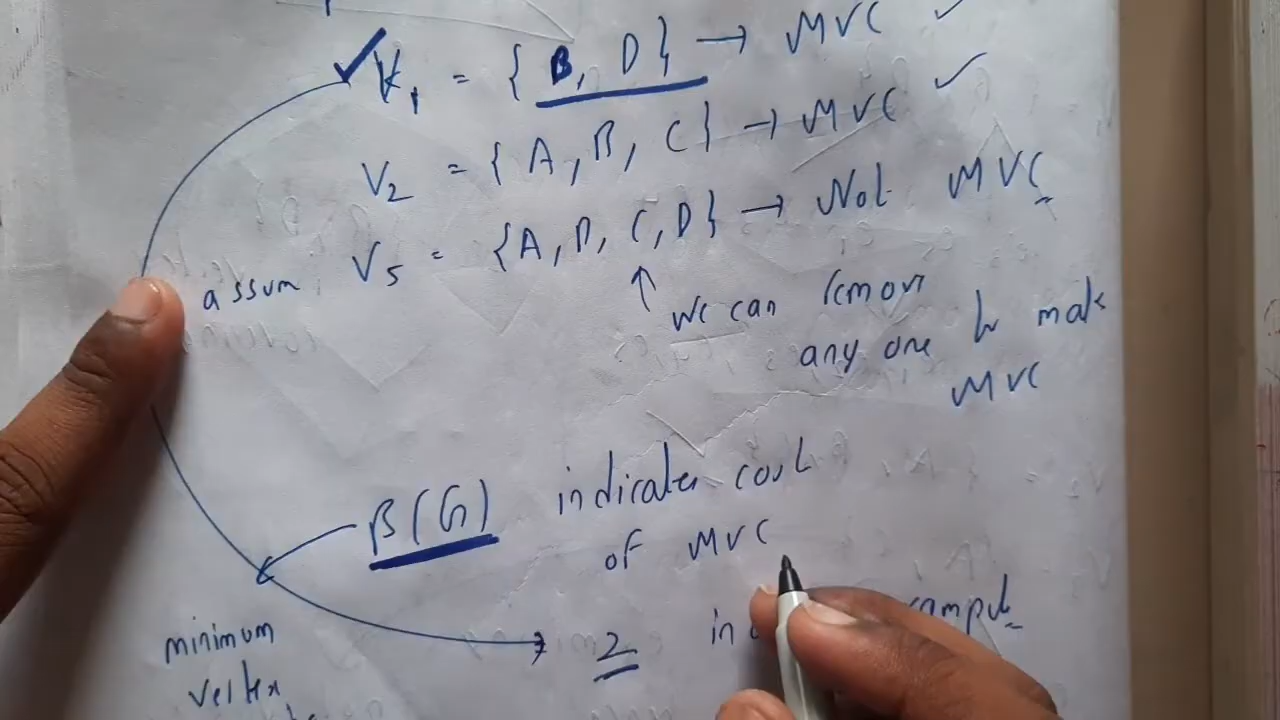 V₁ = { B, D } → MVC ✓
V₂ = { A, B, C } → MVC ✓
assum V₅ = { A, B, C, D } → Not MVC
↑ we can remove
any one to make
MVC
β(G) indicates count
of MVC
minimum
vertex
→ 2 in